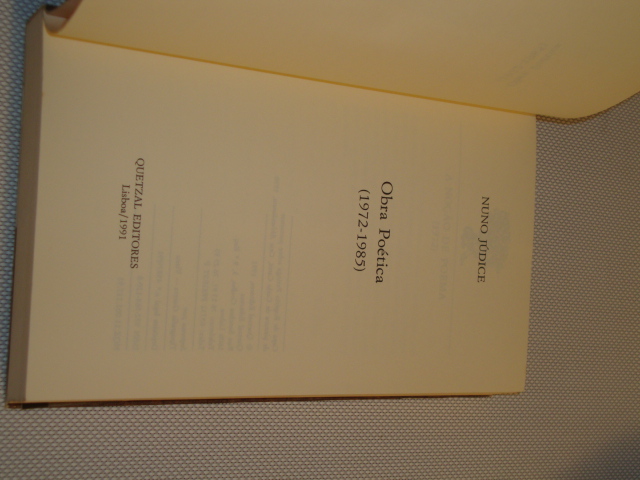 NUNO JÚDICE
Obra Poética
(1972-1985)
QUETZAL EDITORES
Lisboa/1991